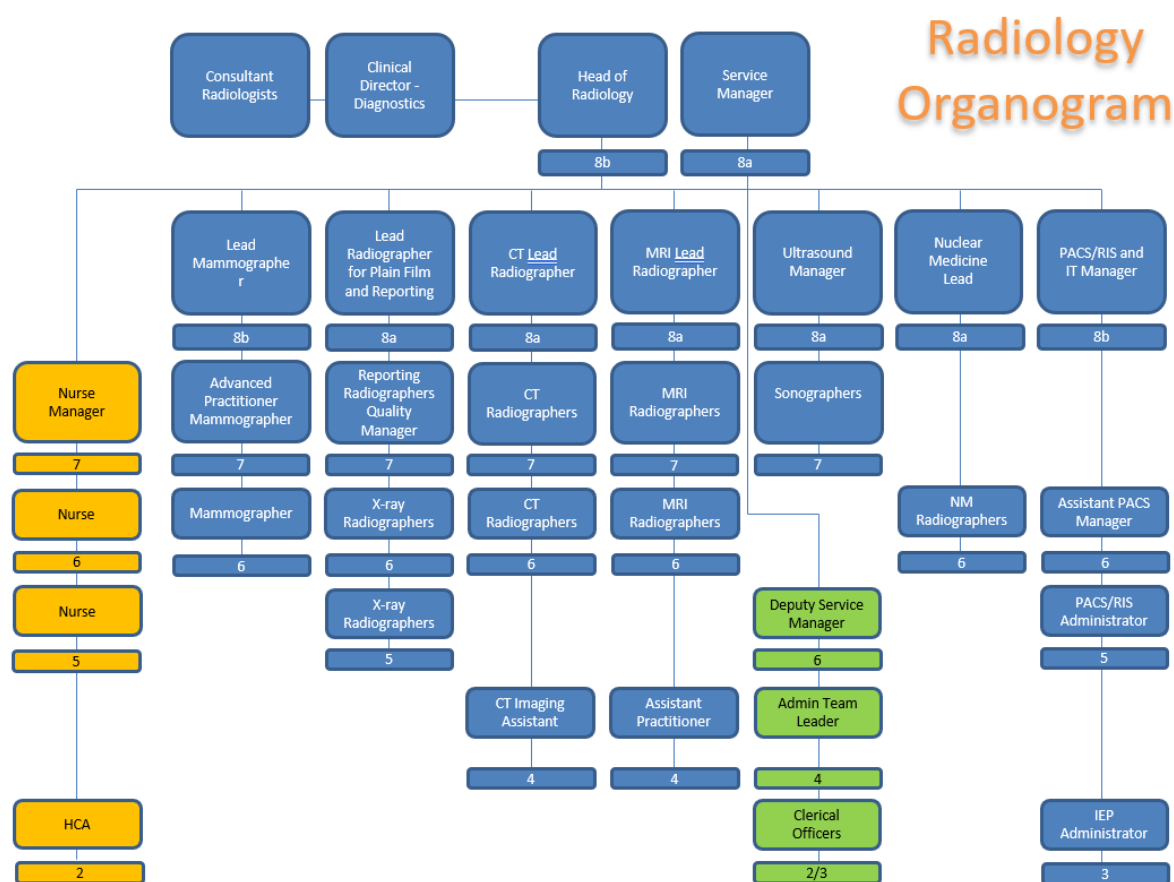 Radiology
Organogram
Consultant
Radiologists
Clinical
Director -
Diagnostics
Head of
Radiology
Service
Manager
8b
8a
Lead
Mammographe
r
Lead
Radiographer
for Plain Film
and Reporting
CT Lead
Radiographer
MRI Lead
Radiographer
Ultrasound
Manager
Nuclear
Medicine
Lead
PACS/RIS and
IT Manager
8b
8a
8a
8a
8a
8a
8b
Nurse
Manager
Advanced
Practitioner
Mammographer
Reporting
Radiographers
Quality
Manager
CT
Radiographers
MRI
Radiographers
Sonographers
7
7
7
7
7
7
Nurse
Mammographer
X-ray
Radiographers
CT
Radiographers
MRI
Radiographers
NM
Radiographers
Assistant PACS
Manager
6
6
6
6
6
6
6
Nurse
X-ray
Radiographers
Deputy Service
Manager
PACS/RIS
Administrator
5
5
6
5
CT Imaging
Assistant
Assistant
Practitioner
Admin Team
Leader
4
4
4
HCA
Clerical
Officers
IEP
Administrator
2
2/3
3